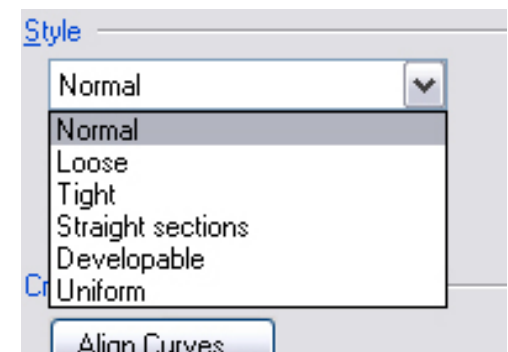 Style
Normal
Normal
Loose
Tight
Straight sections
Developable
Uniform
Align Curves...